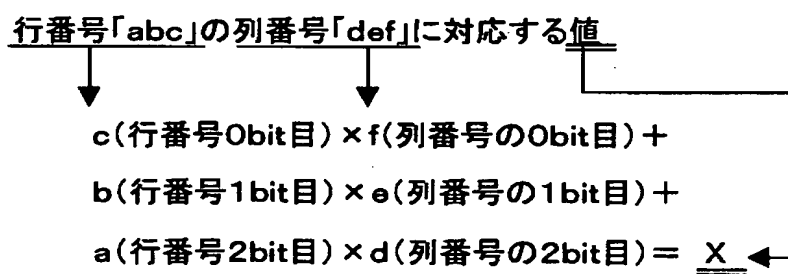 行番号「abc」の列番号「def」に対応する値
c(行番号0bit目)×f(列番号の0bit目)+
b(行番号1bit目)×e(列番号の1bit目)+
a(行番号2bit目)×d(列番号の2bit目)= X